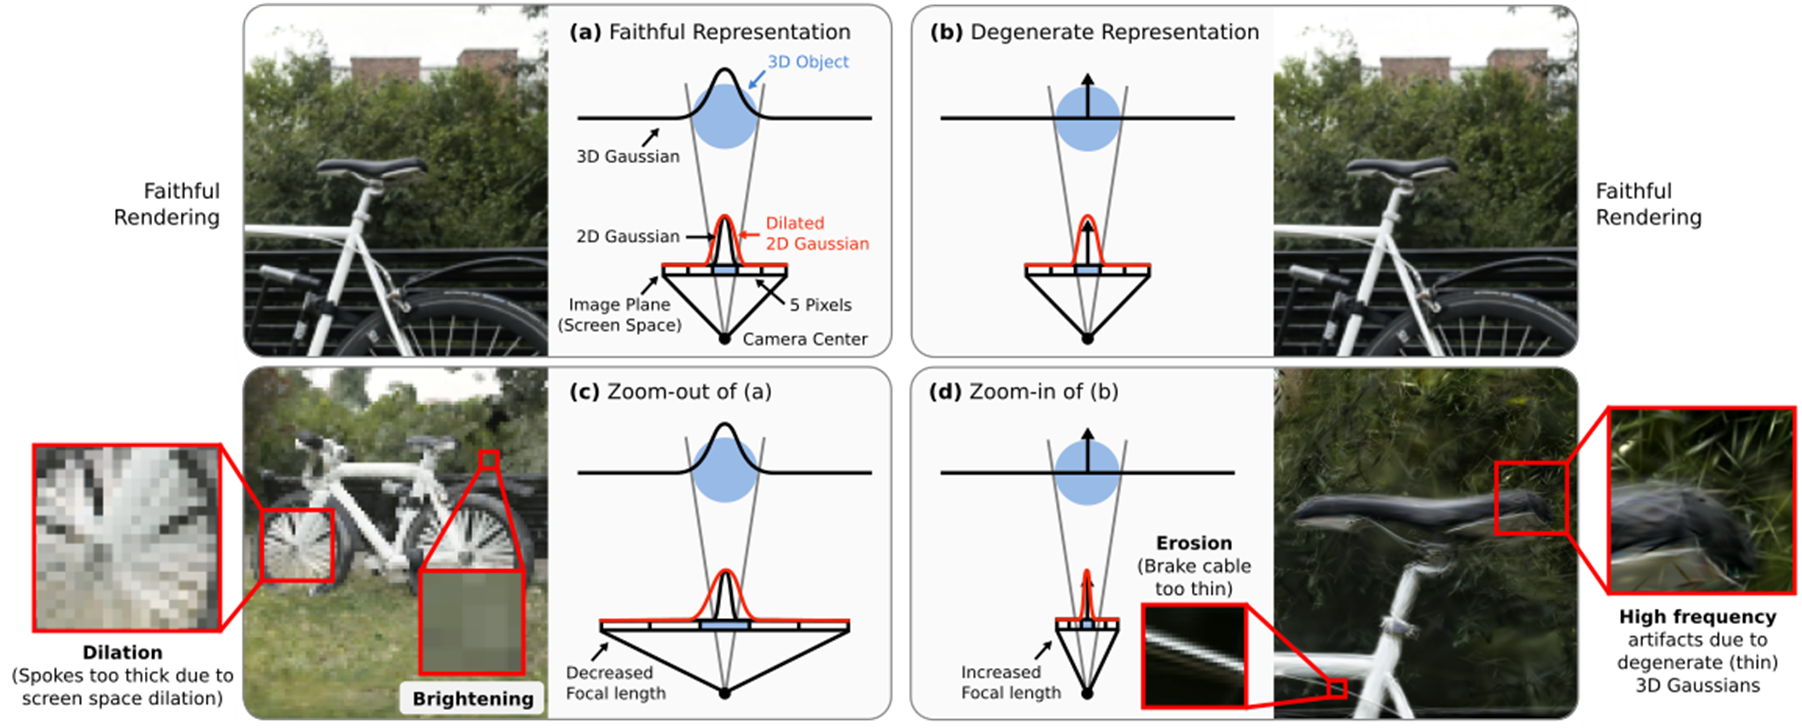 (a) Faithful Representation
3D Object
3D Gaussian
2D Gaussian
Dilated
2D Gaussian
Image Plane
(Screen Space)
5 Pixels
Camera Center
Faithful
Rendering
(b) Degenerate Representation
Faithful
Rendering
(c) Zoom-out of (a)
Decreased
Focal length
Dilation
(Spokes too thick due to
screen space dilation)
Brightening
(d) Zoom-in of (b)
Increased
Focal length
Erosion
(Brake cable
too thin)
High frequency
artifacts due to
degenerate (thin)
3D Gaussians